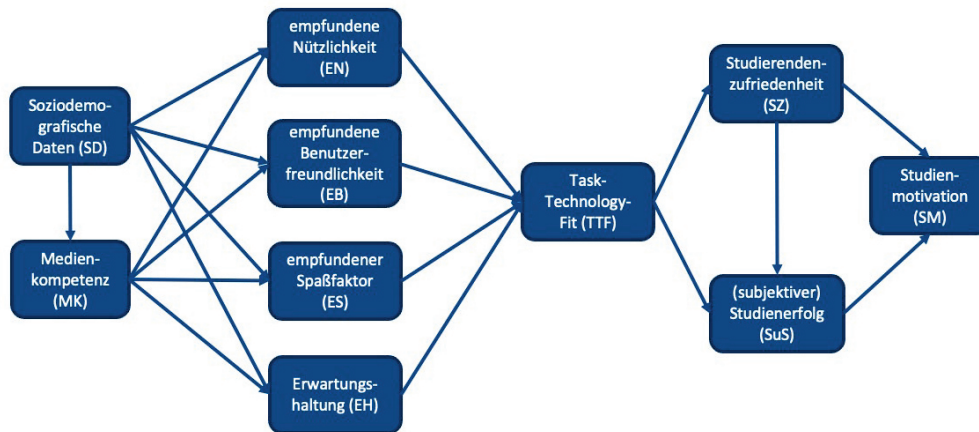 Soziodemo-
grafische
Daten (SD)
Medien-
kompetenz
(MK)
empfundene
Nützlichkeit
(EN)
empfundene
Benutzer-
freundlichkeit
(EB)
empfundener
Spaßfaktor
(ES)
Erwartungs-
haltung (EH)
Task-
Technology-
Fit (TTF)
Studierenden-
zufriedenheit
(SZ)
(subjektiver)
Studienerfolg
(SuS)
Studien-
motivation
(SM)